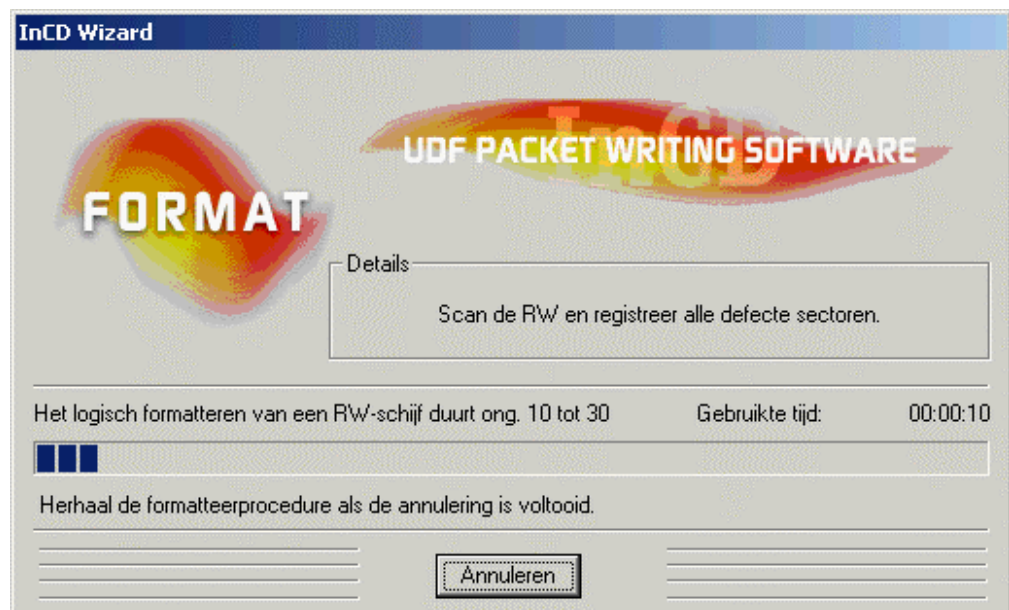 InCD Wizard
InCD
UDF PACKET WRITING SOFTWARE
FORMAT
Details
Scan de RW en registreer alle defecte sectoren.
Het logisch formatteren van een RW-schijf duurt ong. 10 tot 30 Gebruikte tijd: 00:00:10
Herhaal de formatteerprocedure als de annulering is voltooid.
Annuleren